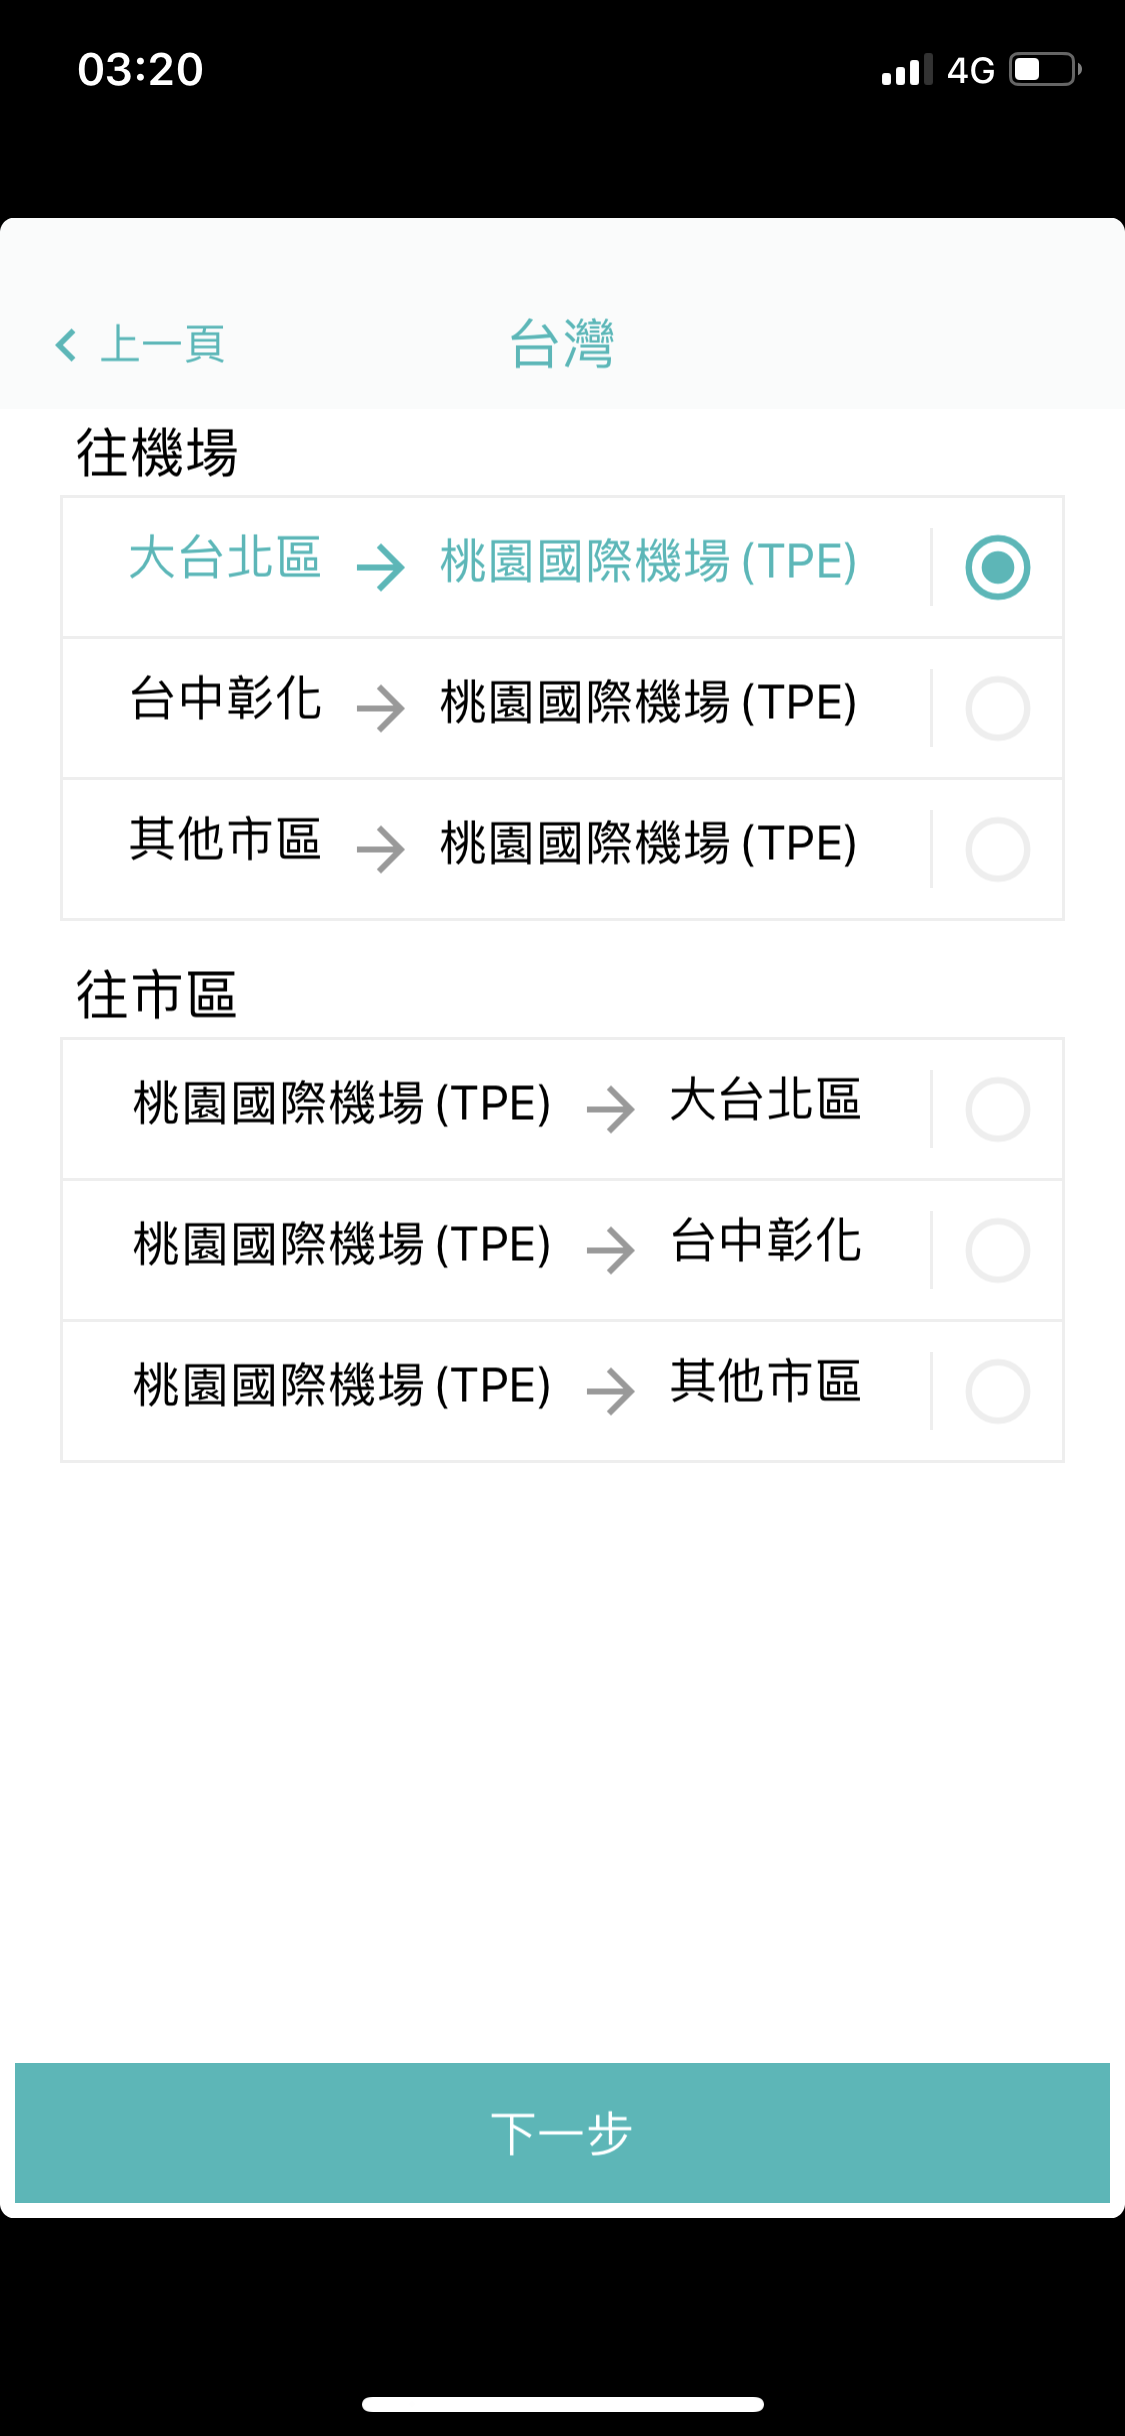 03:20 4G
上一頁 台灣
往機場
大台北區 → 桃園國際機場 (TPE)
台中彰化 → 桃園國際機場 (TPE)
其他市區 → 桃園國際機場 (TPE)
往市區
桃園國際機場 (TPE) → 大台北區
桃園國際機場 (TPE) → 台中彰化
桃園國際機場 (TPE) → 其他市區
下一步